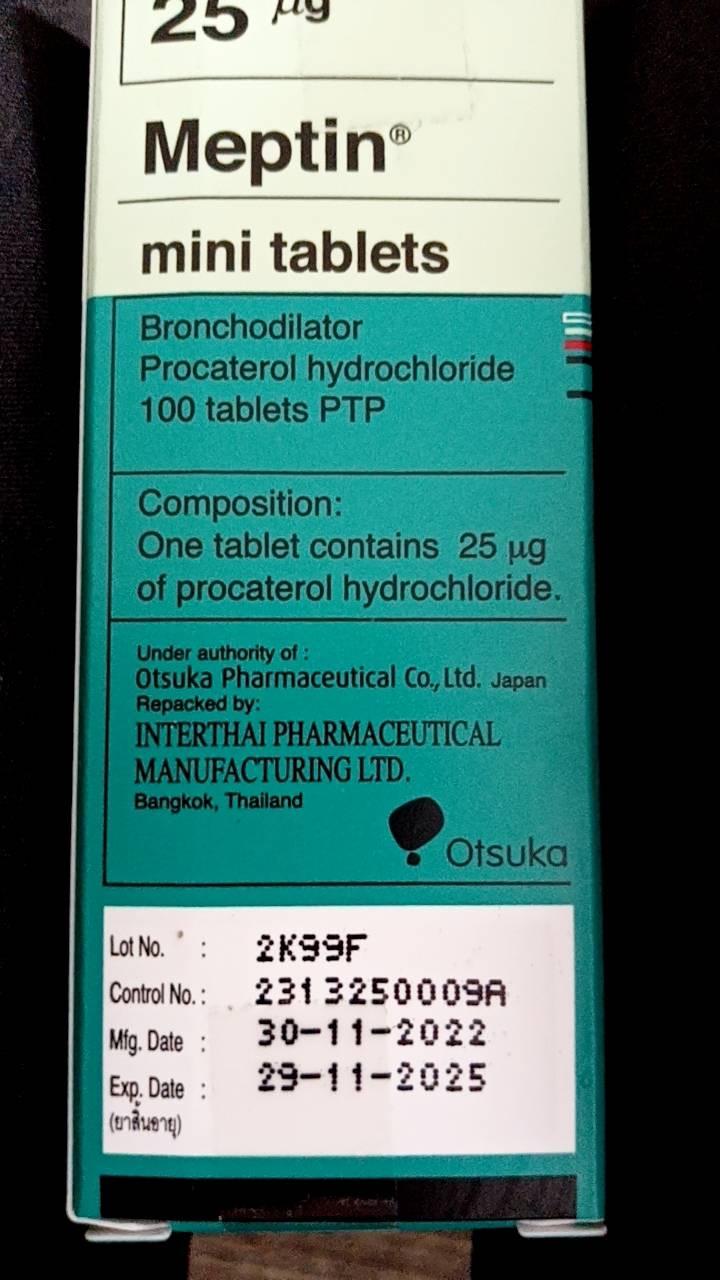 25 µg
Meptin®
mini tablets
Bronchodilator
Procaterol hydrochloride
100 tablets PTP
Composition:
One tablet contains 25 µg
of procaterol hydrochloride.
Under authority of :
Otsuka Pharmaceutical Co., Ltd. Japan
Repacked by:
INTERTHAI PHARMACEUTICAL
MANUFACTURING LTD.
Bangkok, Thailand
Otsuka
Lot No. : 2K99F
Control No. : 2313250009A
Mfg. Date : 30-11-2022
Exp. Date : 29-11-2025
(ยาสิ้นอายุ)